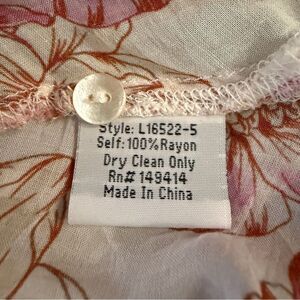 Style: L16522-5
Self:100%Rayon
Dry Clean Only
Rn# 149414
Made In China